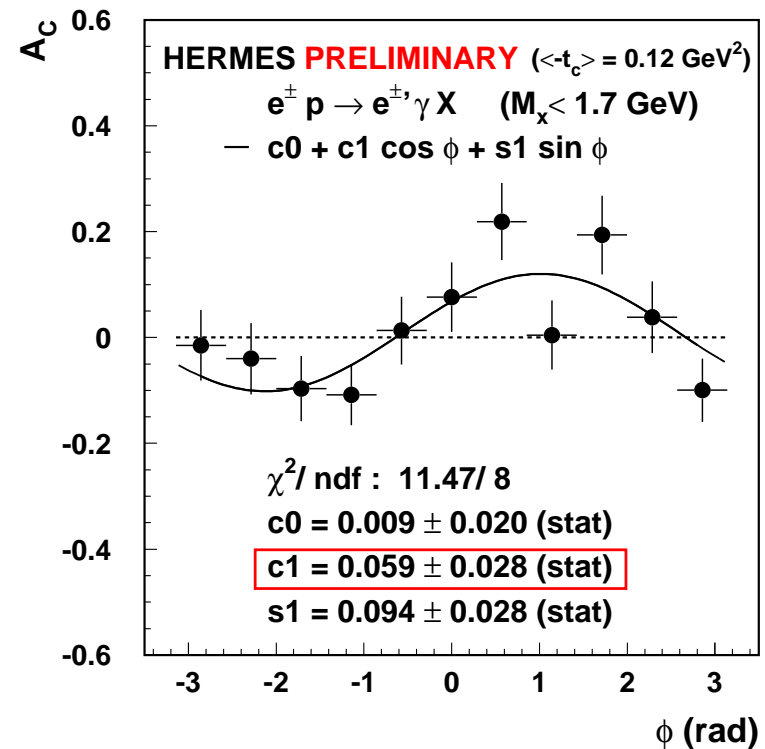 A_C
0.6
0.4
0.2
0
-0.2
-0.4
-0.6
HERMES PRELIMINARY (<-t_c> = 0.12 GeV²)
e± p → e±’ γ X (M_x< 1.7 GeV)
— c0 + c1 cos ϕ + s1 sin ϕ
χ²/ ndf : 11.47/ 8
c0 = 0.009 ± 0.020 (stat)
c1 = 0.059 ± 0.028 (stat)
s1 = 0.094 ± 0.028 (stat)
-3 -2 -1 0 1 2 3
ϕ (rad)